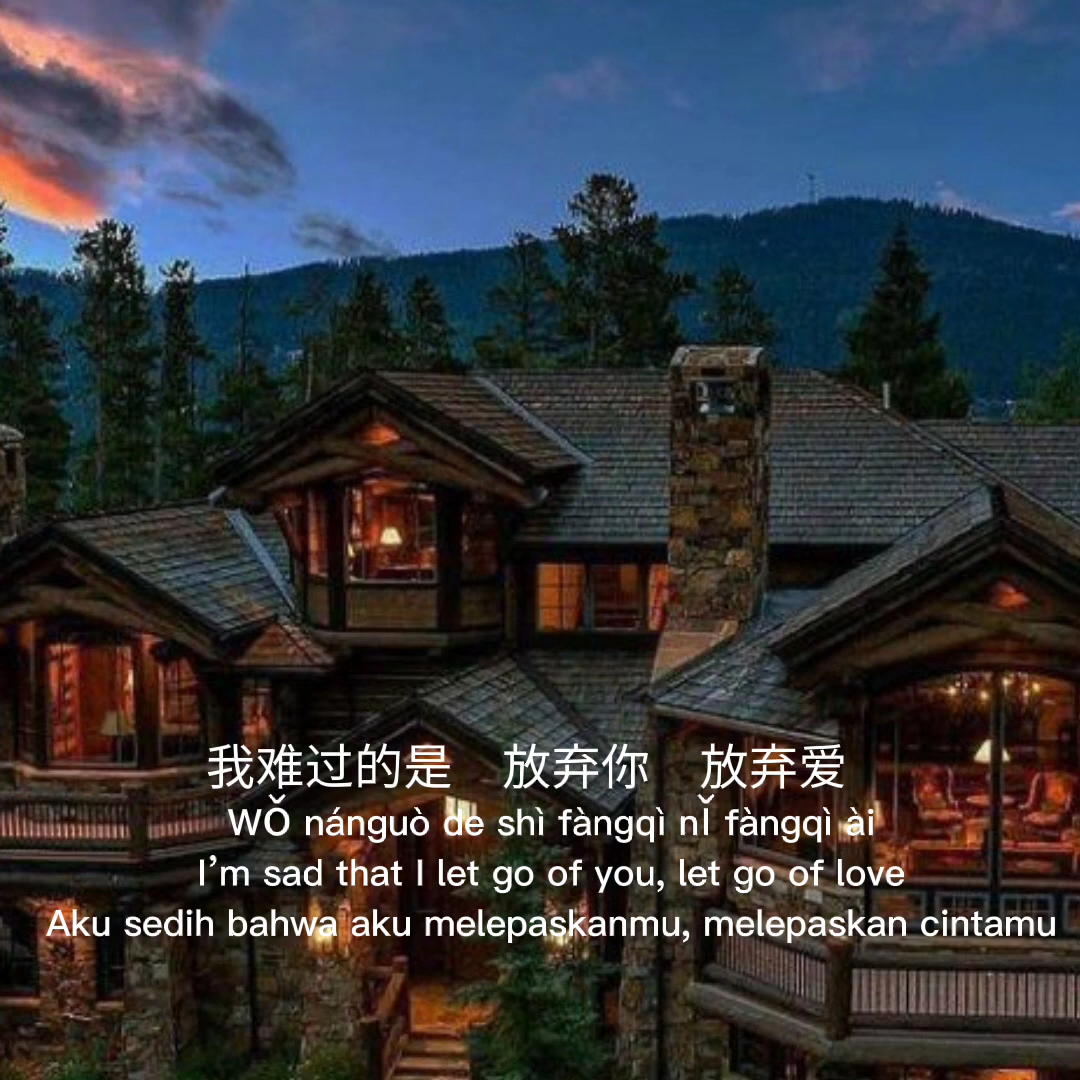 我难过的是　放弃你　放弃爱
WǑ nánguò de shì fàngqì nǏ fàngqì ài
I’m sad that I let go of you, let go of love
Aku sedih bahwa aku melepaskanmu, melepaskan cintamu